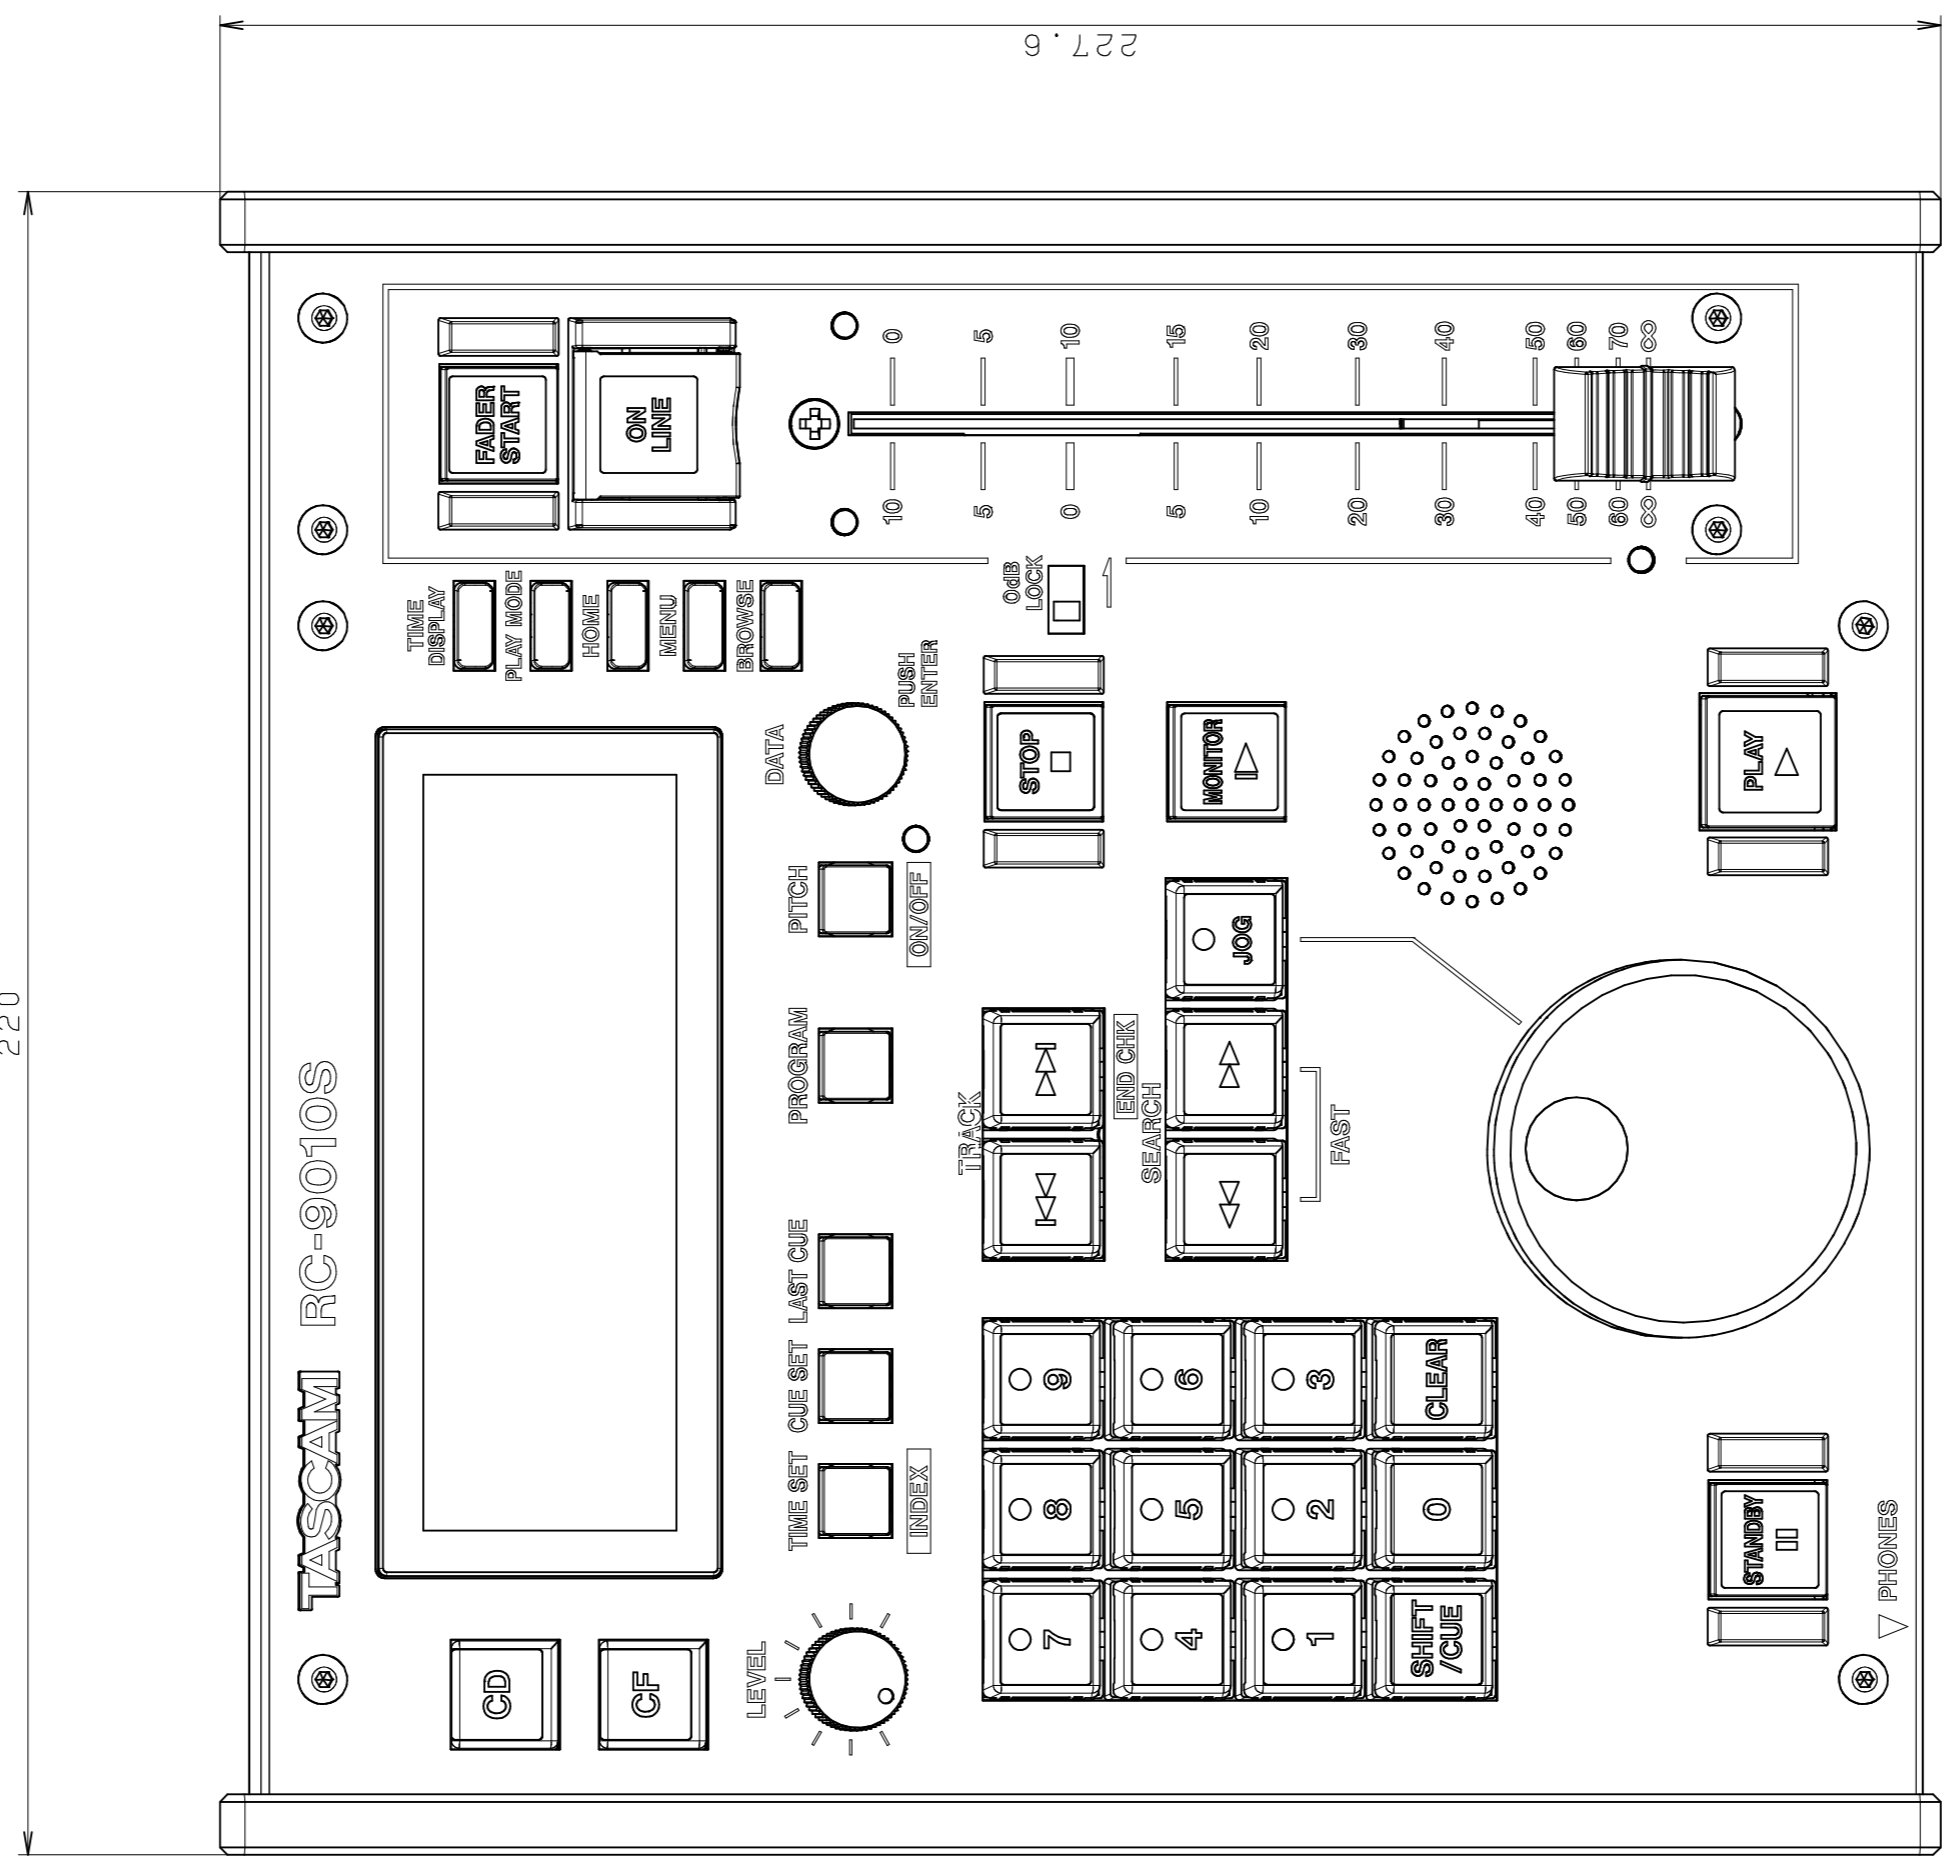 227.6
220
TASCAM
RC-9010S
CD
CF
LEVEL
TIME
DISPLAY
PLAY MODE
HOME
MENU
BROWSE
FADER
START
ON
LINE
TIME SET
CUE SET
LAST CUE
PROGRAM
PITCH
DATA
INDEX
ON/OFF
PUSH
ENTER
10 0
5 5
0 10
5 15
10 20
20 30
30 40
40 50
50 60
60 70
∞ ∞
0dB
LOCK
7
8
9
TRACK
STOP
4
5
6
END CHK
SEARCH
JOG
MONITOR
1
2
3
FAST
SHIFT
/CUE
0
CLEAR
STANDBY
PLAY
PHONES